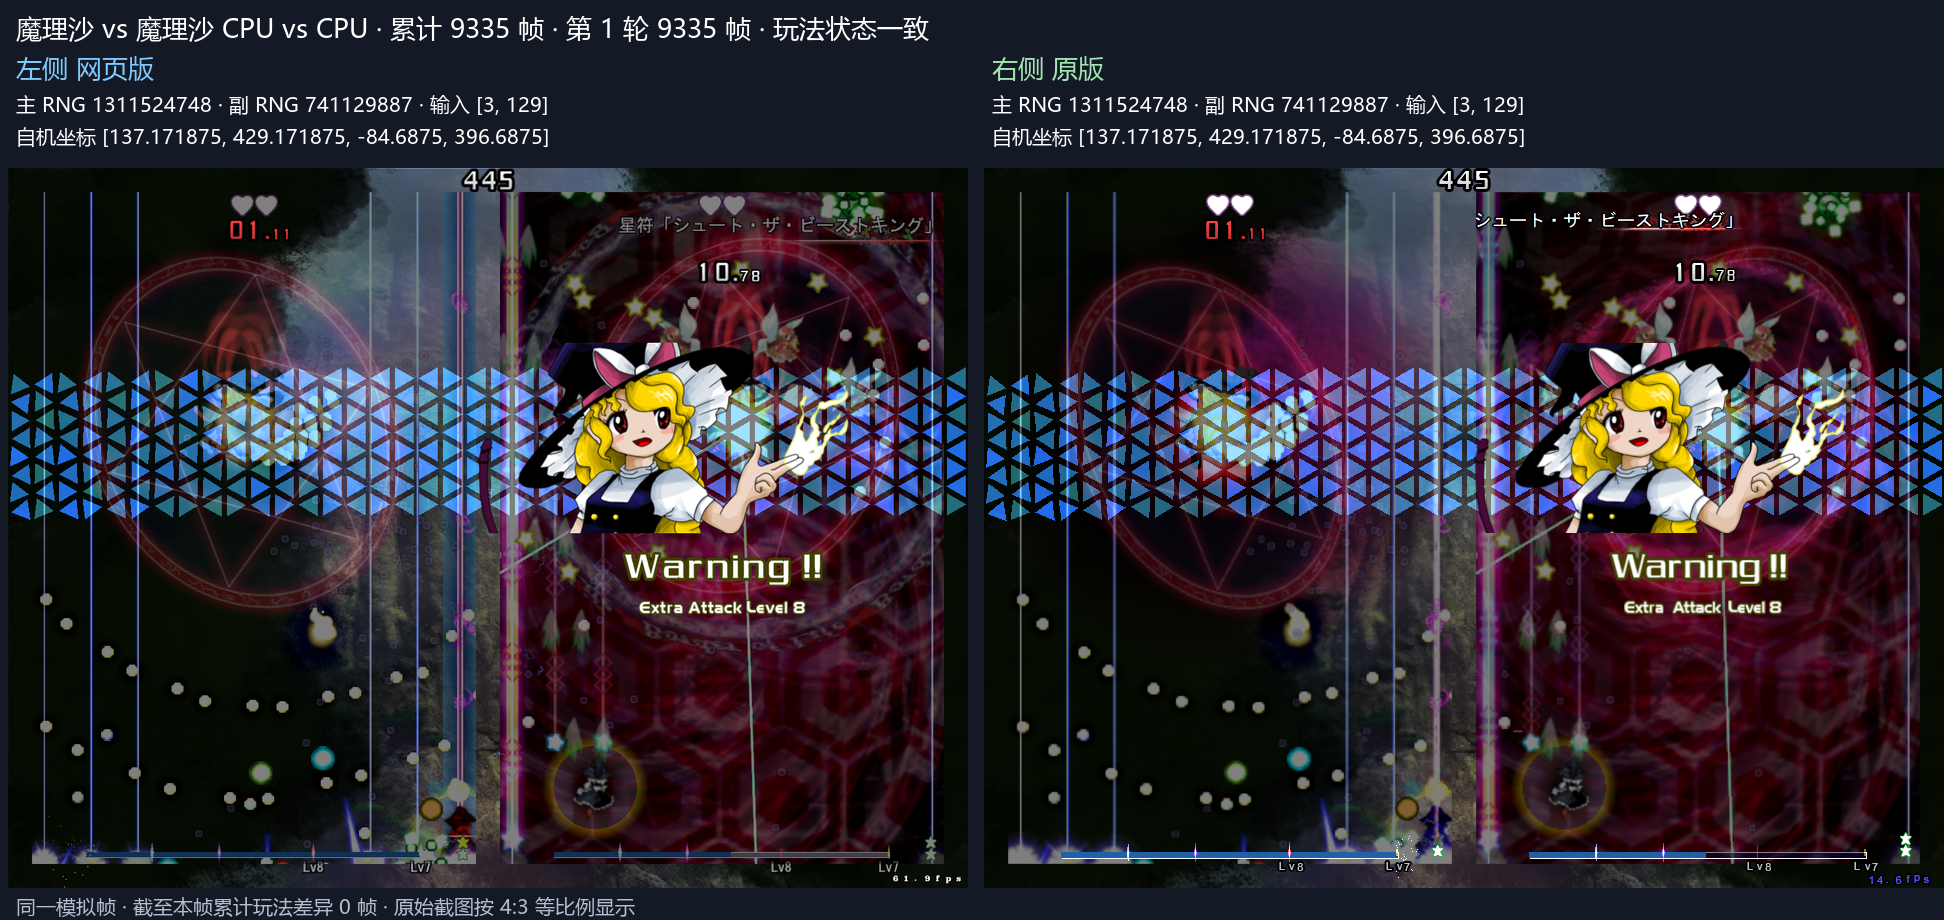 魔理沙 vs 魔理沙 CPU vs CPU · 累计 9335 帧 · 第 1 轮 9335 帧 · 玩法状态一致
左侧 网页版
主 RNG 1311524748 · 副 RNG 741129887 · 输入 [3, 129]
自机坐标 [137.171875, 429.171875, -84.6875, 396.6875]
445
01.11
星符「シュート・ザ・ビーストキング」
10.78
Warning !!
Extra Attack Level 8
Lv8
Lv7
Lv8
Lv7
61.9fps
右侧 原版
主 RNG 1311524748 · 副 RNG 741129887 · 输入 [3, 129]
自机坐标 [137.171875, 429.171875, -84.6875, 396.6875]
445
01.11
シュート・ザ・ビーストキング」
10.78
Warning !!
Extra Attack Level 8
Lv8
Lv7
Lv8
Lv7
14.6fps
同一模拟帧 · 截至本帧累计玩法差异 0 帧 · 原始截图按 4:3 等比例显示